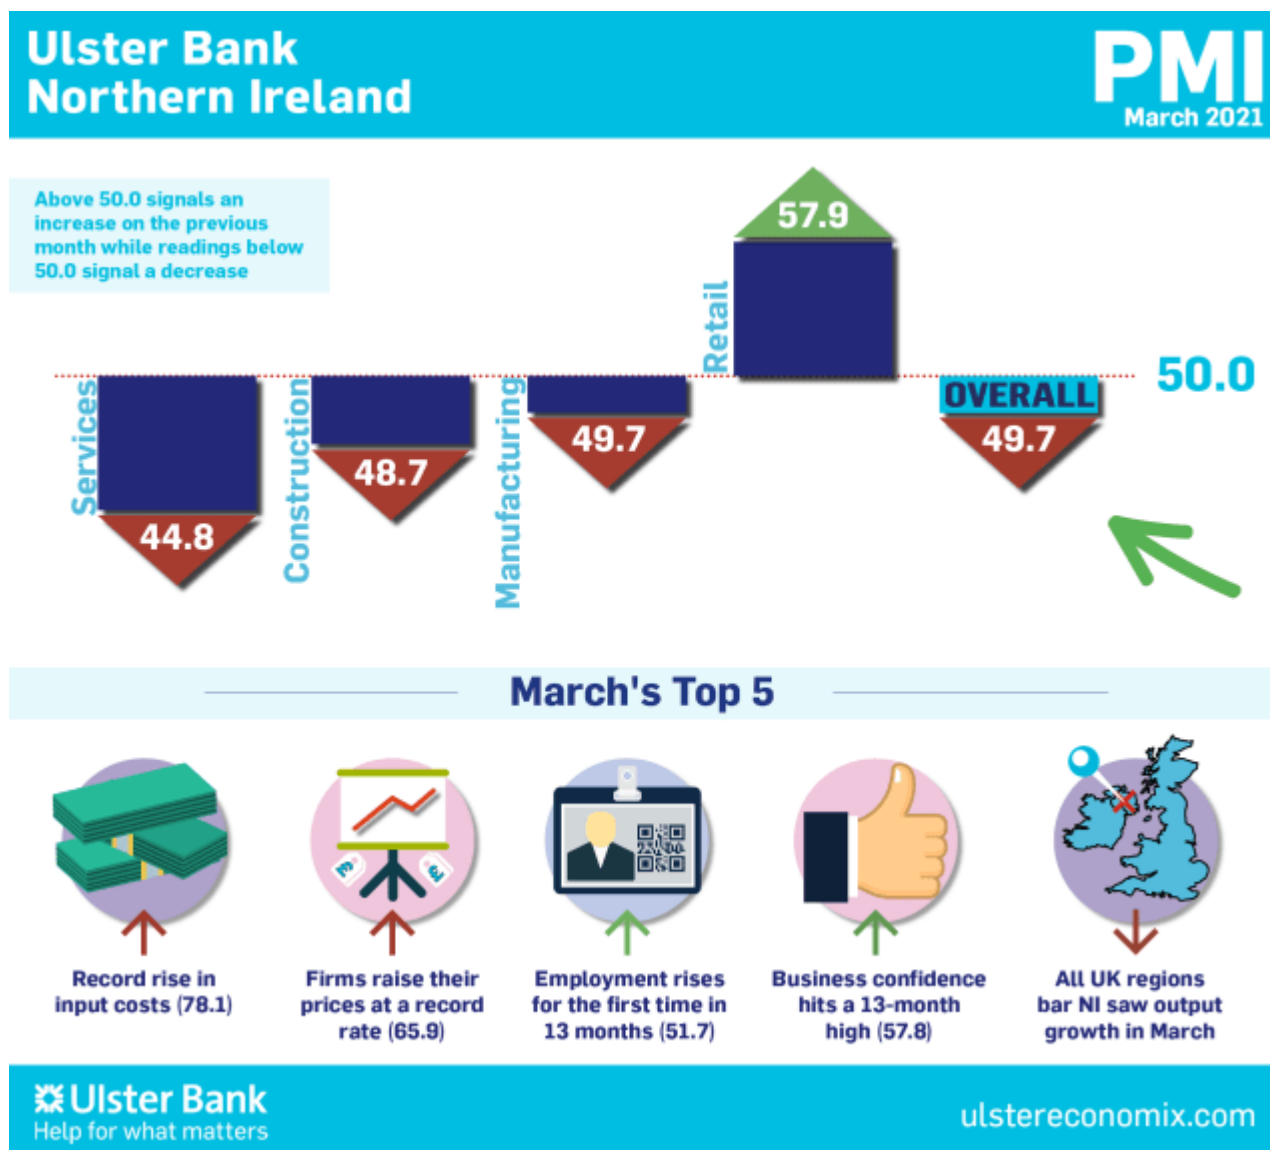 Ulster Bank
Northern Ireland
PMI
March 2021
Above 50.0 signals an
increase on the previous
month while readings below
50.0 signal a decrease
Services
44.8
Construction
48.7
Manufacturing
49.7
Retail
57.9
OVERALL
49.7
50.0
March's Top 5
Record rise in
input costs (78.1)
Firms raise their
prices at a record
rate (65.9)
Employment rises
for the first time in
13 months (51.7)
Business confidence
hits a 13-month
high (57.8)
All UK regions
bar NI saw output
growth in March
Ulster Bank
Help for what matters
ulstereconomix.com